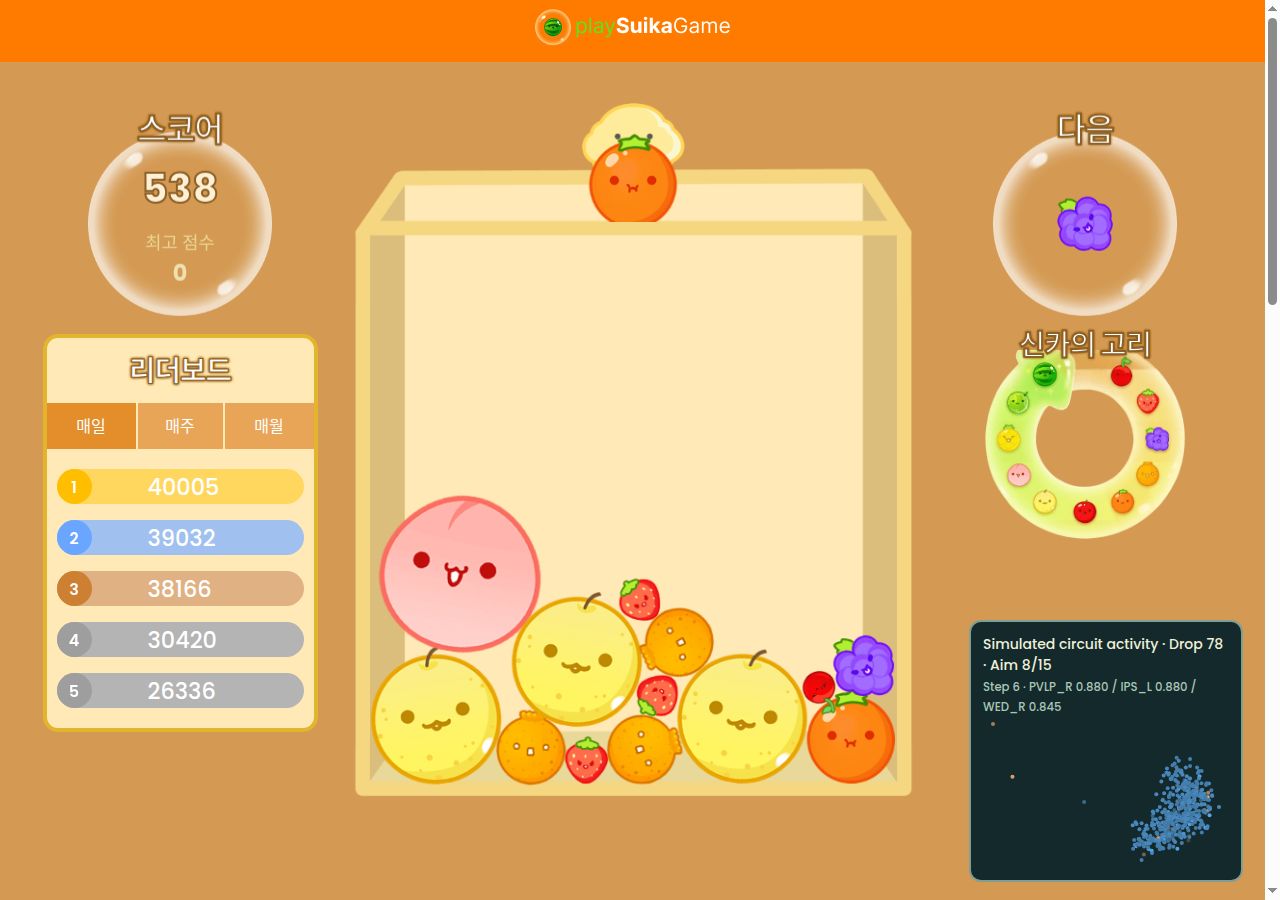 playSuikaGame
스코어
538
최고 점수
0
리더보드
매일 매주 매월
1 40005
2 39032
3 38166
4 30420
5 26336
다음
신카의 고리
Simulated circuit activity · Drop 78
· Aim 8/15
Step 6 · PVLP_R 0.880 / IPS_L 0.880 /
WED_R 0.845